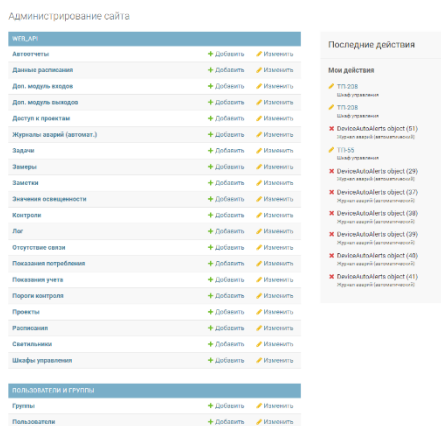 Администрирование сайта
WEB_API
Автоотчеты + Добавить Изменить
Данные расписания + Добавить Изменить
Доп. модуль входов + Добавить Изменить
Доп. модуль выходов + Добавить Изменить
Доступ к проектам + Добавить Изменить
Журналы аварий (автомат.) + Добавить Изменить
Задачи + Добавить Изменить
Замеры + Добавить Изменить
Заметки + Добавить Изменить
Значения освещенности + Добавить Изменить
Контроли + Добавить Изменить
Лог + Добавить Изменить
Отсутствие связи + Добавить Изменить
Показания потребления + Добавить Изменить
Показания учета + Добавить Изменить
Пороги контроля + Добавить Изменить
Проекты + Добавить Изменить
Расписания + Добавить Изменить
Светильники + Добавить Изменить
Шкафы управления + Добавить Изменить
ПОЛЬЗОВАТЕЛИ И ГРУППЫ
Группы + Добавить Изменить
Пользователи + Добавить Изменить
Последние действия
Мои действия
ТП-208
Шкаф управления
ТП-208
Шкаф управления
DeviceAutoAlerts object (51)
Журнал аварий (автоматический)
ТП-55
Шкаф управления
DeviceAutoAlerts object (29)
Журнал аварий (автоматический)
DeviceAutoAlerts object (37)
Журнал аварий (автоматический)
DeviceAutoAlerts object (38)
Журнал аварий (автоматический)
DeviceAutoAlerts object (39)
Журнал аварий (автоматический)
DeviceAutoAlerts object (40)
Журнал аварий (автоматический)
DeviceAutoAlerts object (41)
Журнал аварий (автоматический)